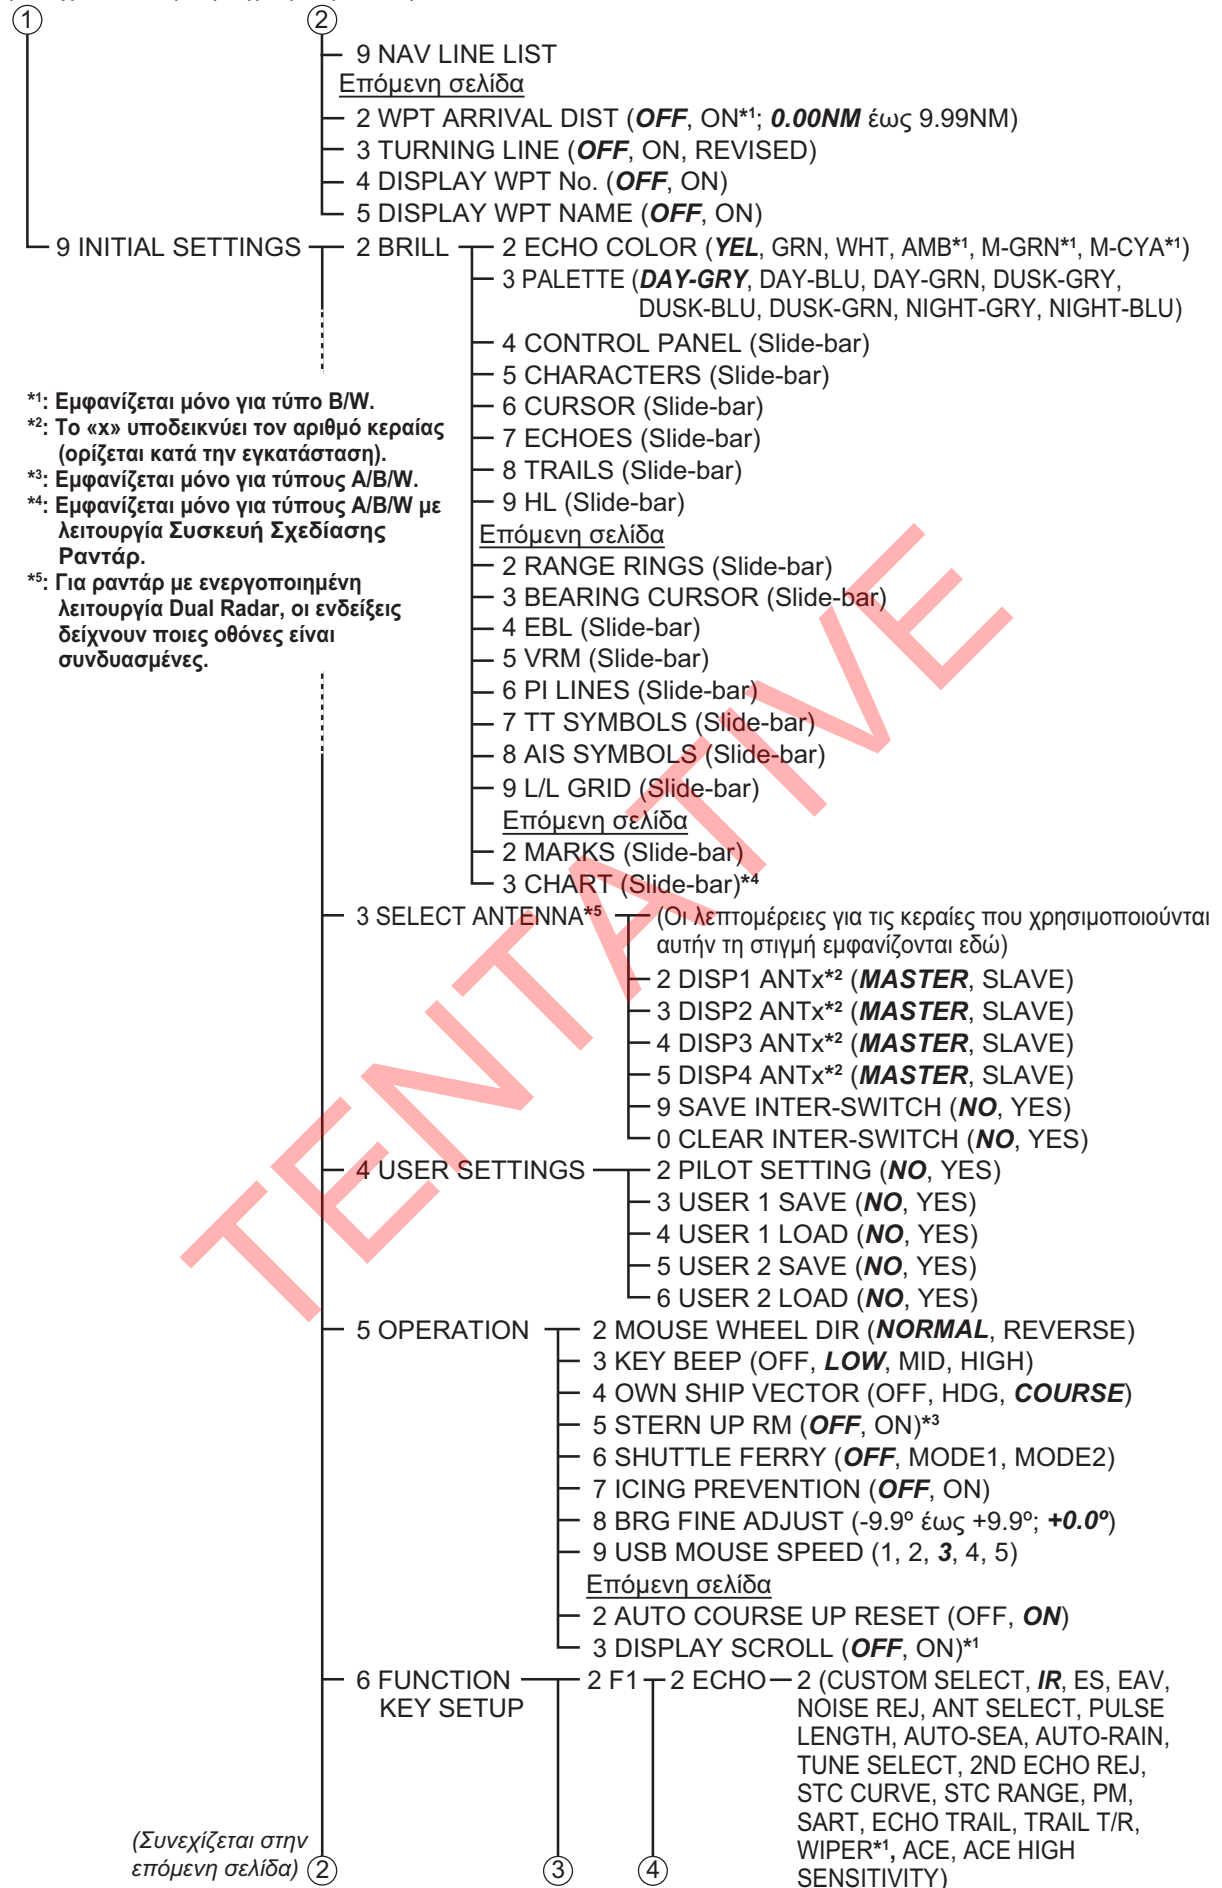 ① ②
9 NAV LINE LIST
Επόμενη σελίδα
2 WPT ARRIVAL DIST (OFF, ON*1; 0.00NM έως 9.99NM)
3 TURNING LINE (OFF, ON, REVISED)
4 DISPLAY WPT No. (OFF, ON)
5 DISPLAY WPT NAME (OFF, ON)
9 INITIAL SETTINGS
2 BRILL
2 ECHO COLOR (YEL, GRN, WHT, AMB*1, M-GRN*1, M-CYA*1)
3 PALETTE (DAY-GRY, DAY-BLU, DAY-GRN, DUSK-GRY,
DUSK-BLU, DUSK-GRN, NIGHT-GRY, NIGHT-BLU)
4 CONTROL PANEL (Slide-bar)
5 CHARACTERS (Slide-bar)
6 CURSOR (Slide-bar)
7 ECHOES (Slide-bar)
8 TRAILS (Slide-bar)
9 HL (Slide-bar)
Επόμενη σελίδα
2 RANGE RINGS (Slide-bar)
3 BEARING CURSOR (Slide-bar)
4 EBL (Slide-bar)
5 VRM (Slide-bar)
6 PI LINES (Slide-bar)
7 TT SYMBOLS (Slide-bar)
8 AIS SYMBOLS (Slide-bar)
9 L/L GRID (Slide-bar)
Επόμενη σελίδα
2 MARKS (Slide-bar)
3 CHART (Slide-bar)*4
*1: Εμφανίζεται μόνο για τύπο B/W.
*2: Το «x» υποδεικνύει τον αριθμό κεραίας
(ορίζεται κατά την εγκατάσταση).
*3: Εμφανίζεται μόνο για τύπους A/B/W.
*4: Εμφανίζεται μόνο για τύπους A/B/W με
λειτουργία Συσκευή Σχεδίασης
Ραντάρ.
*5: Για ραντάρ με ενεργοποιημένη
λειτουργία Dual Radar, οι ενδείξεις
δείχνουν ποιες οθόνες είναι
συνδυασμένες.
3 SELECT ANTENNA*5
(Οι λεπτομέρειες για τις κεραίες που χρησιμοποιούνται
αυτήν τη στιγμή εμφανίζονται εδώ)
2 DISP1 ANTx*2 (MASTER, SLAVE)
3 DISP2 ANTx*2 (MASTER, SLAVE)
4 DISP3 ANTx*2 (MASTER, SLAVE)
5 DISP4 ANTx*2 (MASTER, SLAVE)
9 SAVE INTER-SWITCH (NO, YES)
0 CLEAR INTER-SWITCH (NO, YES)
4 USER SETTINGS
2 PILOT SETTING (NO, YES)
3 USER 1 SAVE (NO, YES)
4 USER 1 LOAD (NO, YES)
5 USER 2 SAVE (NO, YES)
6 USER 2 LOAD (NO, YES)
5 OPERATION
2 MOUSE WHEEL DIR (NORMAL, REVERSE)
3 KEY BEEP (OFF, LOW, MID, HIGH)
4 OWN SHIP VECTOR (OFF, HDG, COURSE)
5 STERN UP RM (OFF, ON)*3
6 SHUTTLE FERRY (OFF, MODE1, MODE2)
7 ICING PREVENTION (OFF, ON)
8 BRG FINE ADJUST (-9.9º έως +9.9º; +0.0º)
9 USB MOUSE SPEED (1, 2, 3, 4, 5)
Επόμενη σελίδα
2 AUTO COURSE UP RESET (OFF, ON)
3 DISPLAY SCROLL (OFF, ON)*1
6 FUNCTION
KEY SETUP
2 F1
2 ECHO
2 (CUSTOM SELECT, IR, ES, EAV,
NOISE REJ, ANT SELECT, PULSE
LENGTH, AUTO-SEA, AUTO-RAIN,
TUNE SELECT, 2ND ECHO REJ,
STC CURVE, STC RANGE, PM,
SART, ECHO TRAIL, TRAIL T/R,
WIPER*1, ACE, ACE HIGH
SENSITIVITY)
(Συνεχίζεται στην
επόμενη σελίδα) ② ③ ④
TENTATIVE